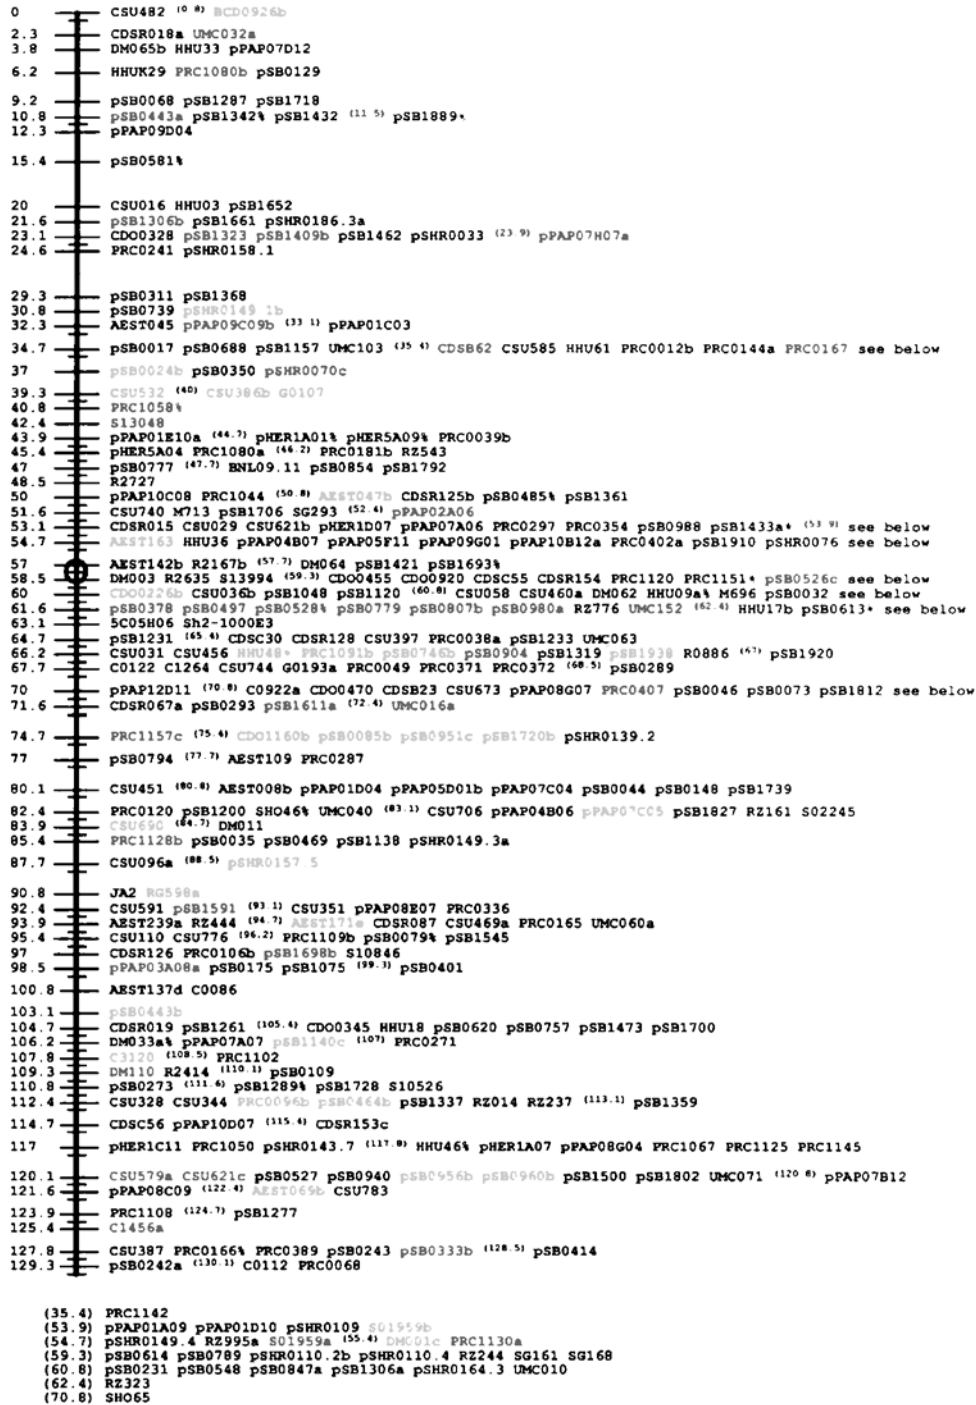 0 CSU482 (0.8) BCD0926b
2.3 CDSR018a UMC032a
3.8 DM065b HHU33 pPAP07D12
6.2 HHUK29 PRC1080b pSB0129
9.2 pSB0068 pSB1287 pSB1718
10.8 pSB0443a pSB1342% pSB1432 (11.5) pSB1889*
12.3 pPAP09D04
15.4 pSB0581%
20 CSU016 HHU03 pSB1652
21.6 pSB1306b pSB1661 pSHR0186.3a
23.1 CDO0328 pSB1323 pSB1409b pSB1462 pSHR0033 (23.9) pPAP07H07a
24.6 PRC0241 pSHR0158.1
29.3 pSB0311 pSB1368
30.8 pSB0739 pSHR0149.1b
32.3 AEST045 pPAP09C09b (33.1) pPAP01C03
34.7 pSB0017 pSB0688 pSB1157 UMC103 (35.4) CDSB62 CSU585 HHU61 PRC0012b PRC0144a PRC0167 see below
37 pSB0024b pSB0350 pSHR0070c
39.3 CSU532 (40) CSU386b G0107
40.8 PRC1058%
42.4 S13048
43.9 pPAP01E10a (44.7) pHER1A01% pHER5A09% PRC0039b
45.4 pHER5A04 PRC1080a (46.2) PRC0181b RZ543
47 pSB0777 (47.7) BNL09.11 pSB0854 pSB1792
48.5 R2727
50 pPAP10C08 PRC1044 (50.8) AEST047b CDSR125b pSB0485% pSB1361
51.6 CSU740 M713 pSB1706 SG293 (52.4) pPAP02A06
53.1 CDSR015 CSU029 CSU621b pHER1D07 pPAP07A06 PRC0297 PRC0354 pSB0988 pSB1433a* (53.9) see below
54.7 AEST163 HHU36 pPAP04B07 pPAP05F11 pPAP09G01 pPAP10B12a PRC0402a pSB1910 pSHR0076 see below
57 AEST142b R2167b (57.7) DM064 pSB1421 pSB1693%
58.5 DM003 R2635 S13994 (59.3) CDO0455 CDO0920 CDSC55 CDSR154 PRC1120 PRC1151* pSB0526c see below
60 CDO0226b CSU036b pSB1048 pSB1120 (60.8) CSU058 CSU460a DM062 HHU09a% M696 pSB0032 see below
61.6 pSB0378 pSB0497 pSB0528% pSB0779 pSB0807b pSB0980a RZ776 UMC152 (62.4) HHU17b pSB0613* see below
63.1 5C05H06 Sh2-1000E3
64.7 pSB1231 (65.4) CDSC30 CDSR128 CSU397 PRC0038a pSB1233 UMC063
66.2 CSU031 CSU456 HHU48* PRC1091b pSB0746b pSB0904 pSB1319 pSB1938 R0886 (67) pSB1920
67.7 C0122 C1264 CSU744 G0193a PRC0049 PRC0371 PRC0372 (68.5) pSB0289
70 pPAP12D11 (70.8) C0922a CDO0470 CDSB23 CSU673 pPAP08G07 PRC0407 pSB0046 pSB0073 pSB1812 see below
71.6 CDSR067a pSB0293 pSB1611a (72.4) UMC016a
74.7 PRC1157c (75.4) CDO1160b pSB0085b pSB0951c pSB1720b pSHR0139.2
77 pSB0794 (77.7) AEST109 PRC0287
80.1 CSU451 (80.8) AEST008b pPAP01D04 pPAP05D01b pPAP07C04 pSB0044 pSB0148 pSB1739
82.4 PRC0120 pSB1200 SHO46% UMC040 (83.1) CSU706 pPAP04B06 pPAP07C05 pSB1827 RZ161 S02245
83.9 CSU690 (84.7) DM011
85.4 PRC1128b pSB0035 pSB0469 pSB1138 pSHR0149.3a
87.7 CSU096a (88.5) pSHR0157.5
90.8 JA2 RG598a
92.4 CSU591 pSB1591 (93.1) CSU351 pPAP08E07 PRC0336
93.9 AEST239a RZ444 (94.7) AEST171e CDSR087 CSU469a PRC0165 UMC060a
95.4 CSU110 CSU776 (96.2) PRC1109b pSB0079% pSB1545
97 CDSR126 PRC0106b pSB1698b S10846
98.5 pPAP03A08a pSB0175 pSB1075 (99.3) pSB0401
100.8 AEST137d C0086
103.1 pSB0443b
104.7 CDSR019 pSB1261 (105.4) CDO0345 HHU18 pSB0620 pSB0757 pSB1473 pSB1700
106.2 DM033a% pPAP07A07 pSB1140c (107) PRC0271
107.8 C3120 (108.5) PRC1102
109.3 DM110 R2414 (110.1) pSB0109
110.8 pSB0273 (111.6) pSB1289% pSB1728 S10526
112.4 CSU328 CSU344 PRC0096b pSB0464b pSB1337 RZ014 RZ237 (113.1) pSB1359
114.7 CDSC56 pPAP10D07 (115.4) CDSR153c
117 pHER1C11 PRC1050 pSHR0143.7 (117.8) HHU46% pHER1A07 pPAP08G04 PRC1067 PRC1125 PRC1145
120.1 CSU579a CSU621c pSB0527 pSB0940 pSB0956b pSB0960b pSB1500 pSB1802 UMC071 (120.8) pPAP07B12
121.6 pPAP08C09 (122.4) AEST069b CSU783
123.9 PRC1108 (124.7) pSB1277
125.4 C1456a
127.8 CSU387 PRC0166% PRC0389 pSB0243 pSB0333b (128.5) pSB0414
129.3 pSB0242a (130.1) C0112 PRC0068
(35.4) PRC1142
(53.9) pPAP01A09 pPAP01D10 pSHR0109 S01959b
(54.7) pSHR0149.4 RZ995a S01959a (55.4) DM001c PRC1130a
(59.3) pSB0614 pSB0789 pSHR0110.2b pSHR0110.4 RZ244 SG161 SG168
(60.8) pSB0231 pSB0548 pSB0847a pSB1306a pSHR0164.3 UMC010
(62.4) RZ323
(70.8) SHO65